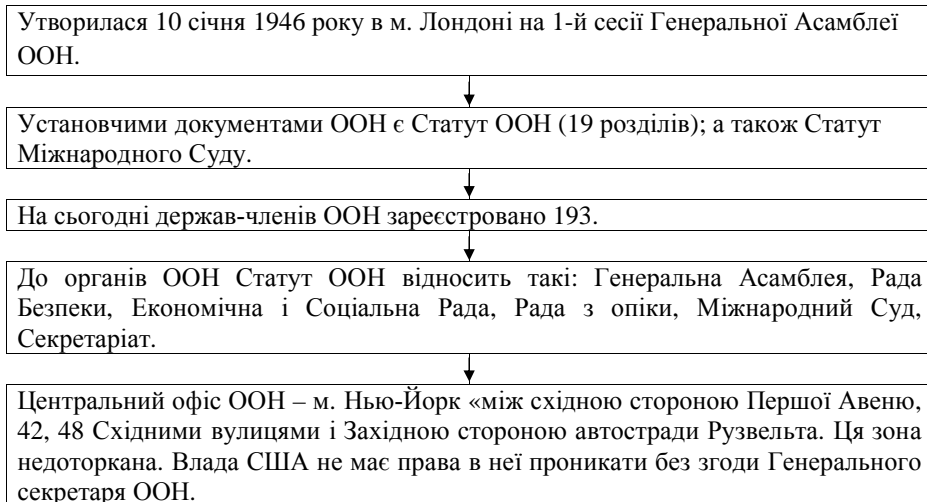 Утворилася 10 січня 1946 року в м. Лондоні на 1-й сесії Генеральної Асамблеї
ООН.
Установчими документами ООН є Статут ООН (19 розділів); а також Статут
Міжнародного Суду.
На сьогодні держав-членів ООН зареєстровано 193.
До органів ООН Статут ООН відносить такі: Генеральна Асамблея, Рада
Безпеки, Економічна і Соціальна Рада, Рада з опіки, Міжнародний Суд,
Секретаріат.
Центральний офіс ООН – м. Нью-Йорк «між східною стороною Першої Авеню,
42, 48 Східними вулицями і Західною стороною автостради Рузвельта. Ця зона
недоторкана. Влада США не має права в неї проникати без згоди Генерального
секретаря ООН.